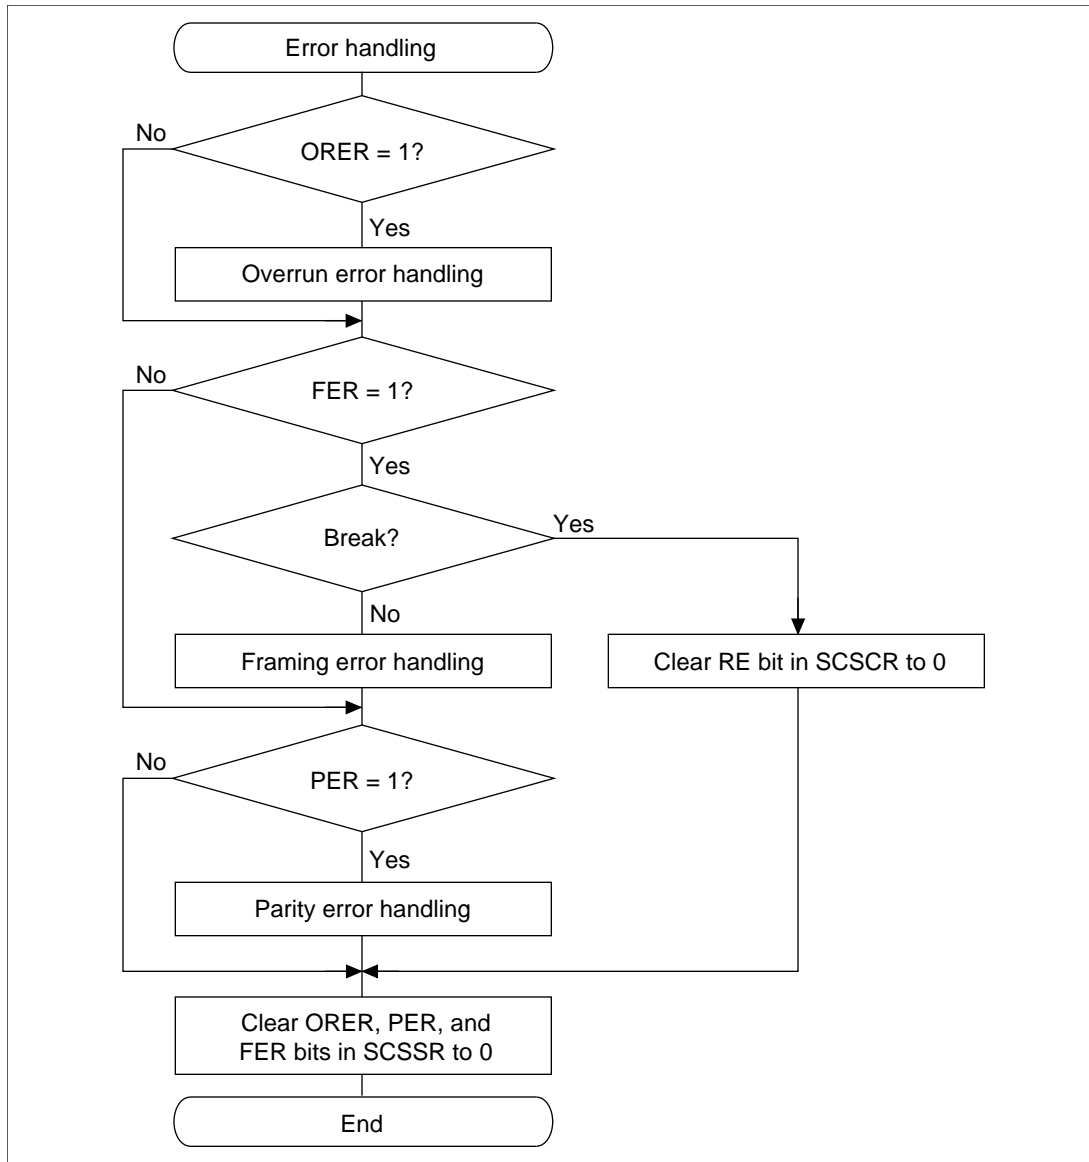 Error handling
No
ORER = 1?
Yes
Overrun error handling
No
FER = 1?
Yes
Break?
Yes
No
Framing error handling
Clear RE bit in SCSCR to 0
No
PER = 1?
Yes
Parity error handling
Clear ORER, PER, and
FER bits in SCSSR to 0
End